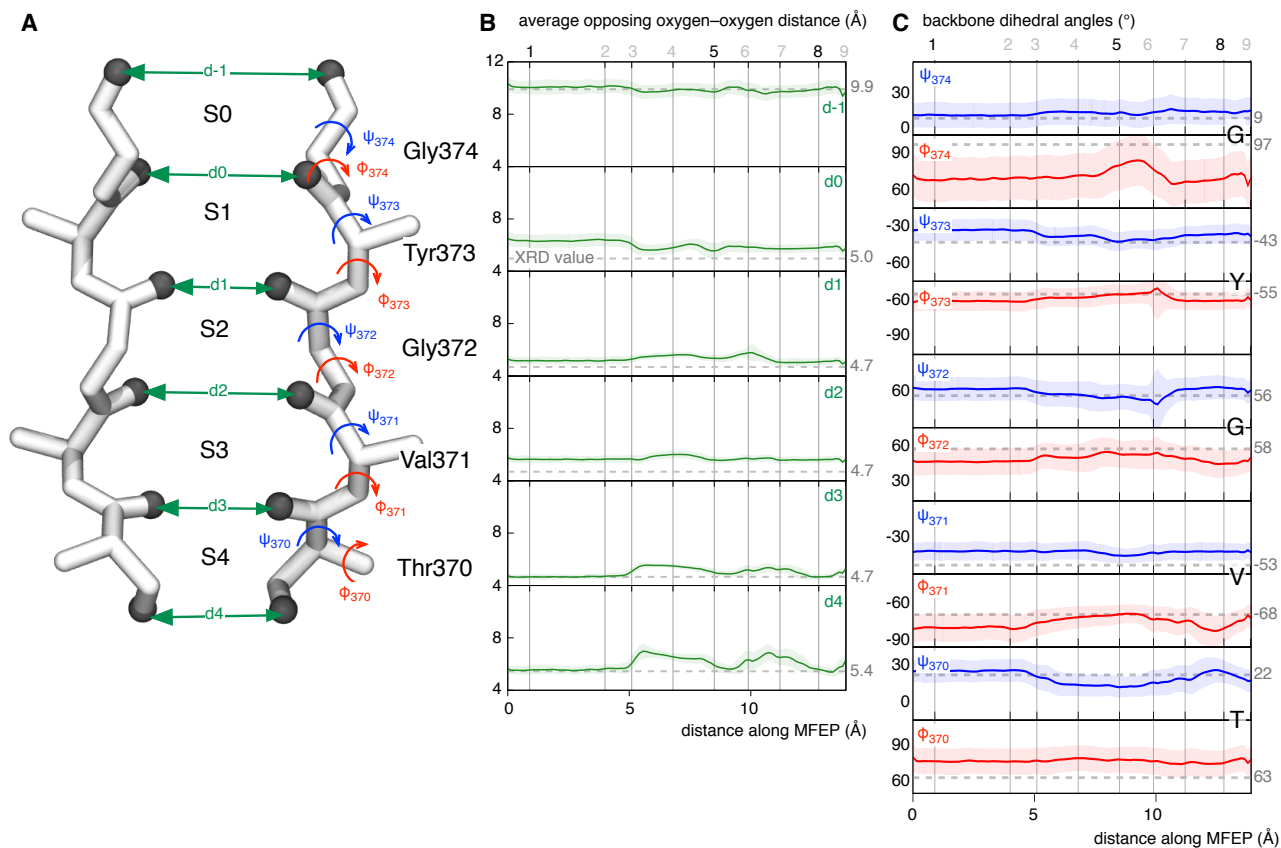 A
d-1
S0
ψ374
Gly374
d0
ϕ374
S1
ψ373
Tyr373
d1
ϕ373
S2
ψ372
Gly372
ϕ372
d2
ψ371
S3
Val371
ϕ371
d3
ψ370
S4
Thr370
ϕ370
d4
B average opposing oxygen–oxygen distance (Å)
1 2 3 4 5 6 7 8 9
12
9.9
d-1
8
4
d0
8
XRD value 5.0
4
d1
8
4.7
4
d2
8
4.7
4
d3
8
4.7
4
d4
8
5.4
4
0 5 10
distance along MFEP (Å)
C backbone dihedral angles (°)
1 2 3 4 5 6 7 8 9
ψ374
30
9
0
G
ϕ374 97
90
60
ψ373
-30
-43
-60
Y
-55
-60 ϕ373
-90
ψ372
60 56
G
ϕ372
60 58
30
ψ371
-30
-53
V
-60 ϕ371
-68
-90
ψ370
30 22
0
T
90 ϕ370
60 63
0 5 10
distance along MFEP (Å)